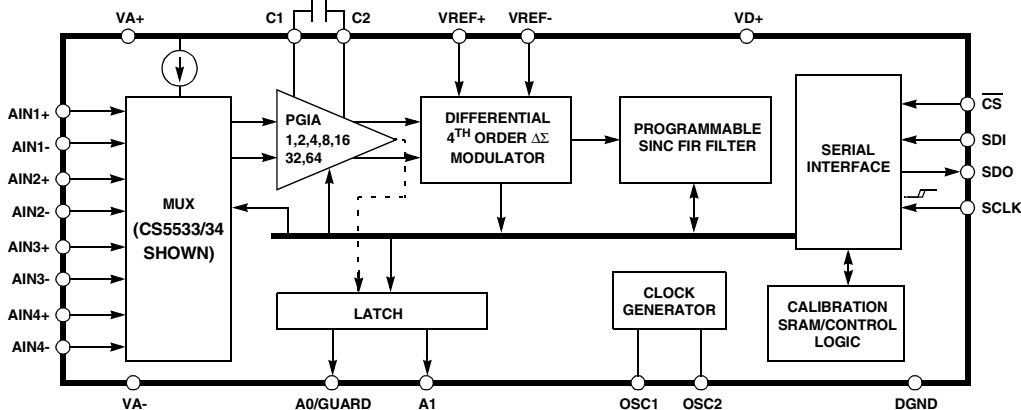 VA+
C1
C2
VREF+
VREF-
VD+
AIN1+
AIN1-
AIN2+
AIN2-
AIN3+
AIN3-
AIN4+
AIN4-
MUX
(CS5533/34
SHOWN)
PGIA
1,2,4,8,16
32,64
DIFFERENTIAL
4TH ORDER ΔΣ
MODULATOR
PROGRAMMABLE
SINC FIR FILTER
SERIAL
INTERFACE
CS
SDI
SDO
SCLK
LATCH
CLOCK
GENERATOR
CALIBRATION
SRAM/CONTROL
LOGIC
VA-
A0/GUARD
A1
OSC1
OSC2
DGND